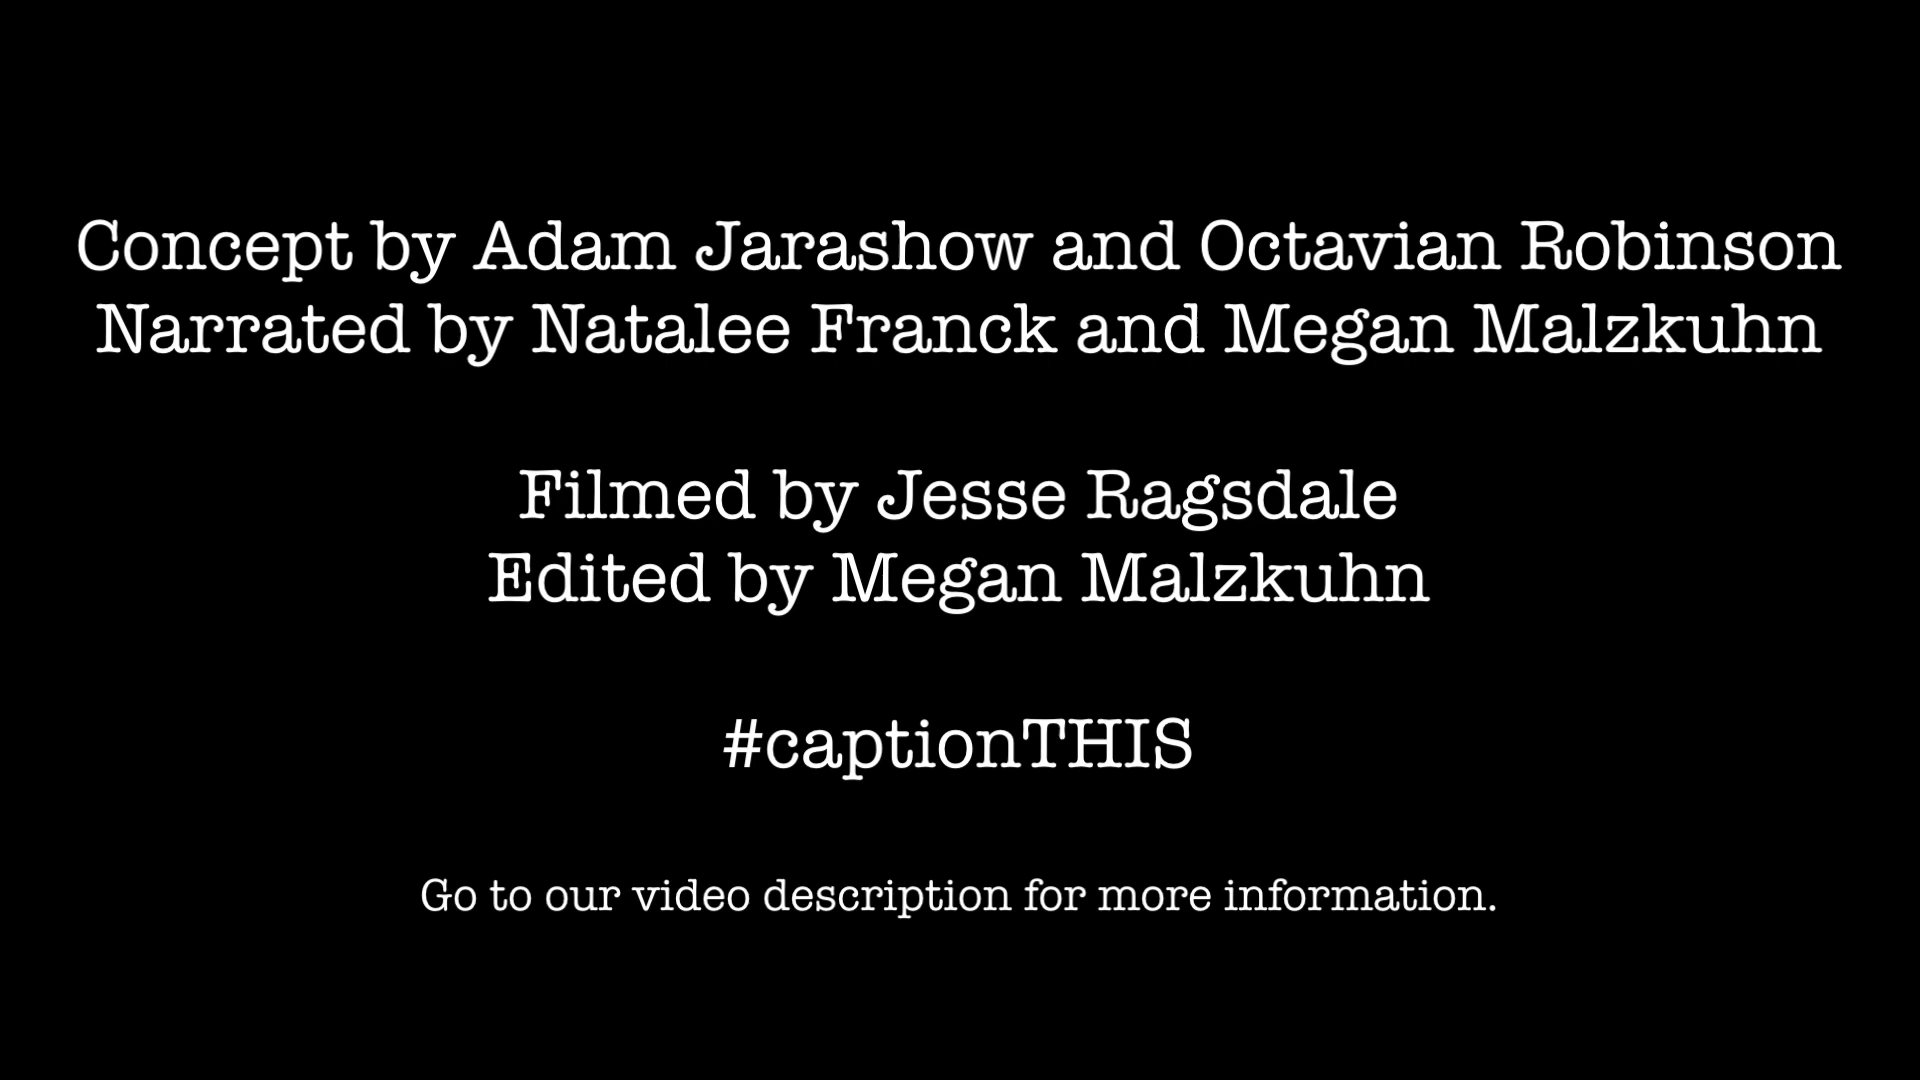 Concept by Adam Jarashow and Octavian Robinson
Narrated by Natalee Franck and Megan Malzkuhn
Filmed by Jesse Ragsdale
Edited by Megan Malzkuhn
#captionTHIS
Go to our video description for more information.